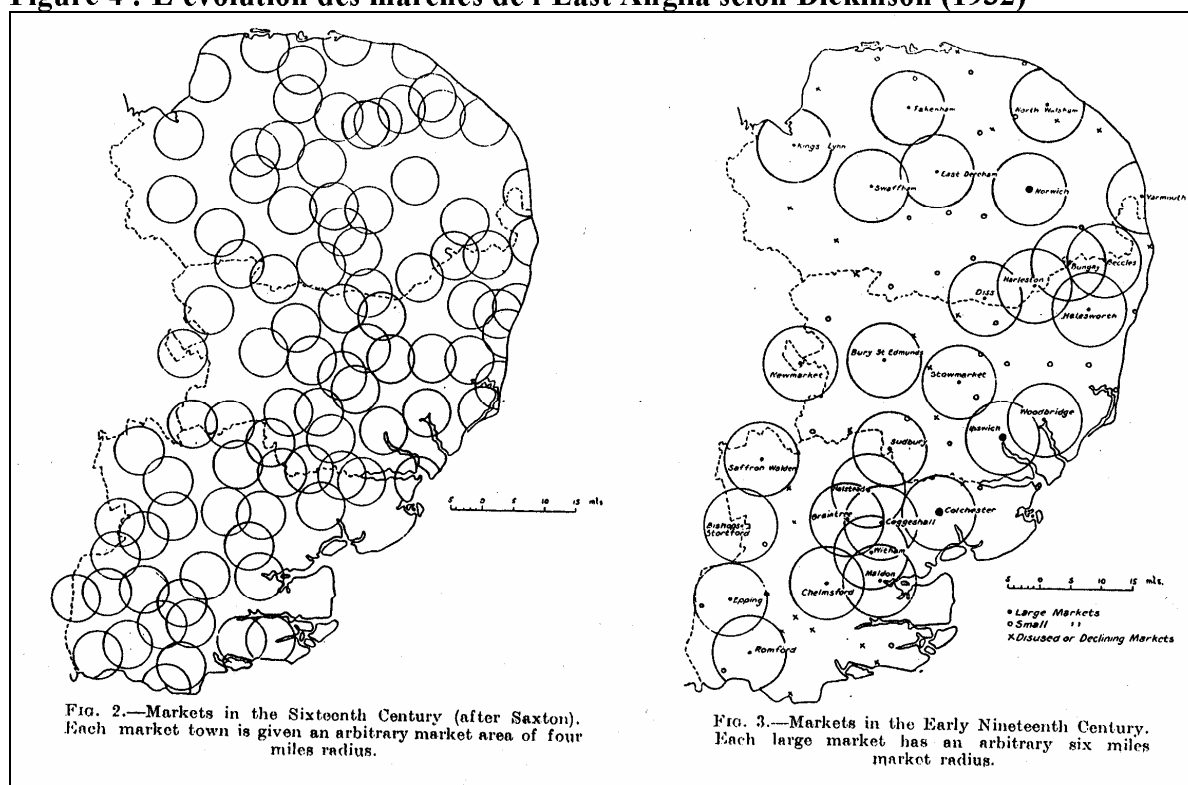 Figure 4 : L'évolution des marchés de l'East Anglia selon Dickinson (1932)
5 0 5 10 15 mls.
FIG. 2.—Markets in the Sixteenth Century (after Saxton).
Each market town is given an arbitrary market area of four
miles radius.
Fakenham
North Walsham
Kings Lynn
East Dereham
Swaffham
Norwich
Yarmouth
Bungay
Beccles
Harleston
Diss
Halesworth
Bury St Edmunds
Newmarket
Stowmarket
Woodbridge
Ipswich
Sudbury
Saffron Walden
Halstead
Braintree
Coggeshall
Colchester
Bishop's
Stortford
Witham
Maldon
Chelmsford
Epping
Romford
5 0 5 10 15 mls.
• Large Markets
o Small "
x Disused or Declining Markets
FIG. 3.—Markets in the Early Nineteenth Century.
Each large market has an arbitrary six miles
market radius.